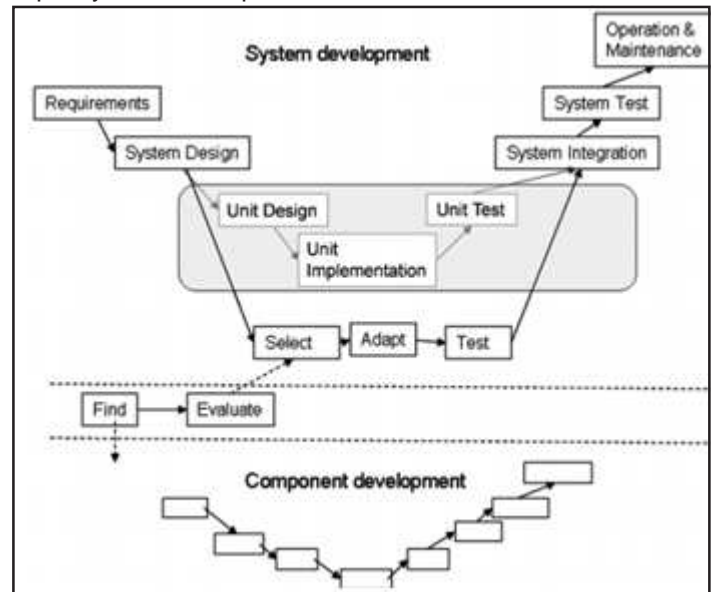 Operation &
Maintenance
System development
Requirements
System Test
System Design
System Integration
Unit Design
Unit Test
Unit
Implementation
Select
Adapt
Test
Find
Evaluate
Component development